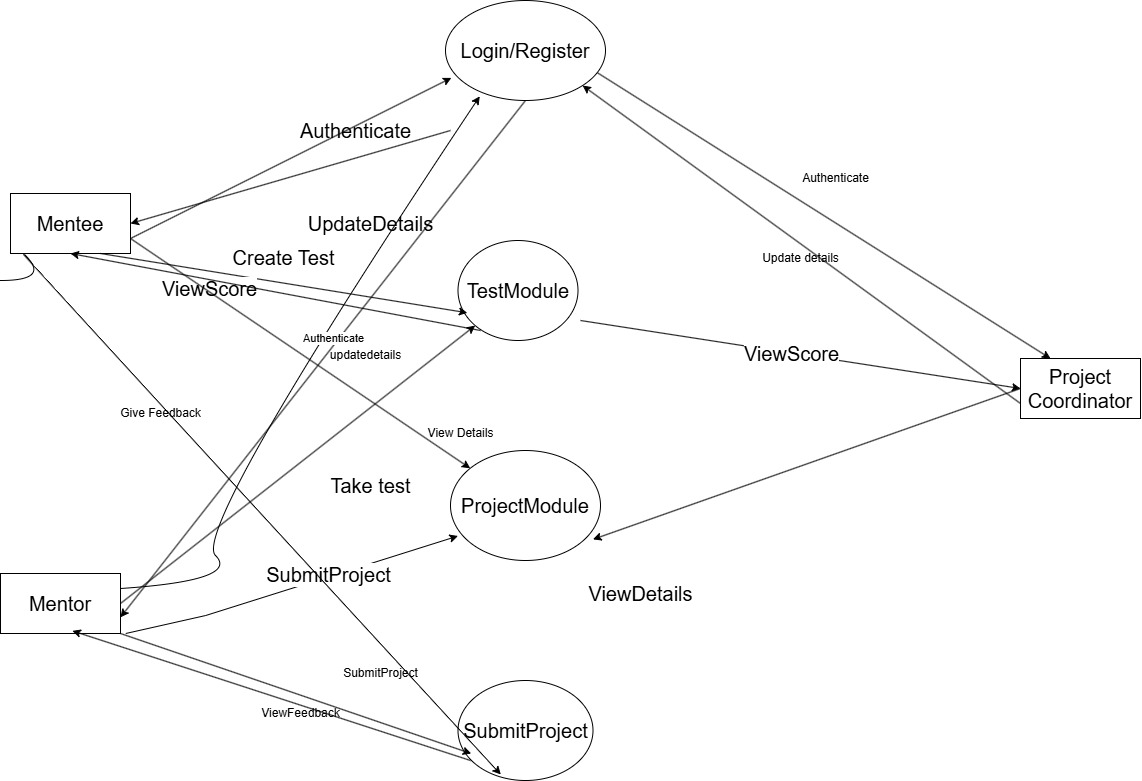 Login/Register
Authenticate
Authenticate
Mentee
UpdateDetails
Create Test
Update details
ViewScore
TestModule
Authenticate
updatedetails
ViewScore
Project
Coordinator
Give Feedback
View Details
Take test
ProjectModule
SubmitProject
ViewDetails
Mentor
SubmitProject
ViewFeedback
SubmitProject